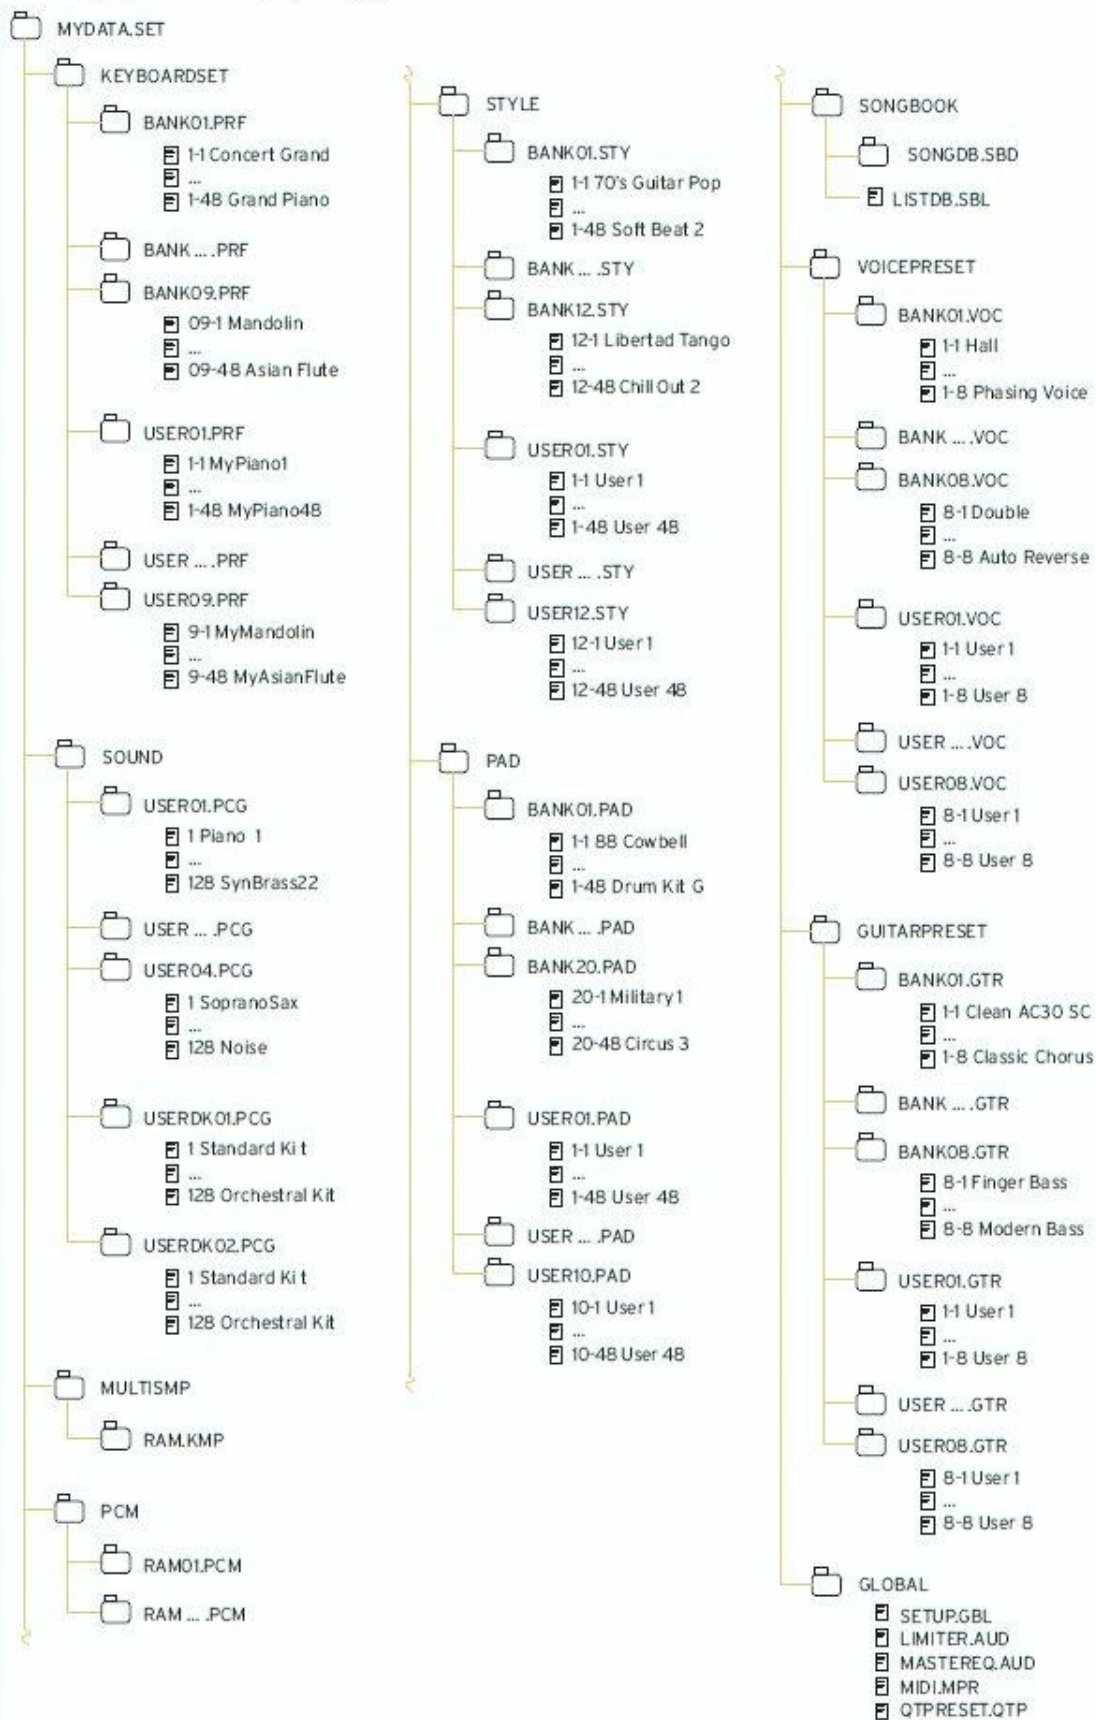 MYDATA.SET
KEYBOARDSET
BANK01.PRF
1-1 Concert Grand
...
1-48 Grand Piano
BANK ... .PRF
BANK09.PRF
09-1 Mandolin
...
09-48 Asian Flute
USER01.PRF
1-1 MyPiano1
...
1-48 MyPiano48
USER ... .PRF
USER09.PRF
9-1 MyMandolin
...
9-48 MyAsianFlute
SOUND
USER01.PCG
1 Piano 1
...
128 SynBrass22
USER ... .PCG
USER04.PCG
1 SopranoSax
...
128 Noise
USERDK01.PCG
1 Standard Kit
...
128 Orchestral Kit
USERDK02.PCG
1 Standard Kit
...
128 Orchestral Kit
MULTISMP
RAM.KMP
PCM
RAM01.PCM
RAM ... .PCM
STYLE
BANK01.STY
1-1 70's Guitar Pop
...
1-48 Soft Beat 2
BANK ... .STY
BANK12.STY
12-1 Libertad Tango
...
12-48 Chill Out 2
USER01.STY
1-1 User 1
...
1-48 User 48
USER ... .STY
USER12.STY
12-1 User 1
...
12-48 User 48
PAD
BANK01.PAD
1-1 88 Cowbell
...
1-48 Drum Kit G
BANK ... .PAD
BANK20.PAD
20-1 Military 1
...
20-48 Circus 3
USER01.PAD
1-1 User 1
...
1-48 User 48
USER ... .PAD
USER10.PAD
10-1 User 1
...
10-48 User 48
SONGBOOK
SONGDB.SBD
LISTDB.SBL
VOICEPRESET
BANK01.VOC
1-1 Hall
...
1-8 Phasing Voice
BANK ... .VOC
BANK08.VOC
8-1 Double
...
8-8 Auto Reverse
USER01.VOC
1-1 User 1
...
1-8 User 8
USER ... .VOC
USER08.VOC
8-1 User 1
...
8-8 User 8
GUITARPRESET
BANK01.GTR
1-1 Clean AC30 SC
...
1-8 Classic Chorus
BANK ... .GTR
BANK08.GTR
8-1 Finger Bass
...
8-8 Modern Bass
USER01.GTR
1-1 User 1
...
1-8 User 8
USER ... .GTR
USER08.GTR
8-1 User 1
...
8-8 User 8
GLOBAL
SETUP.GBL
LIMITER.AUD
MASTEREQ.AUD
MIDI.MPR
QTPRESET.QTP